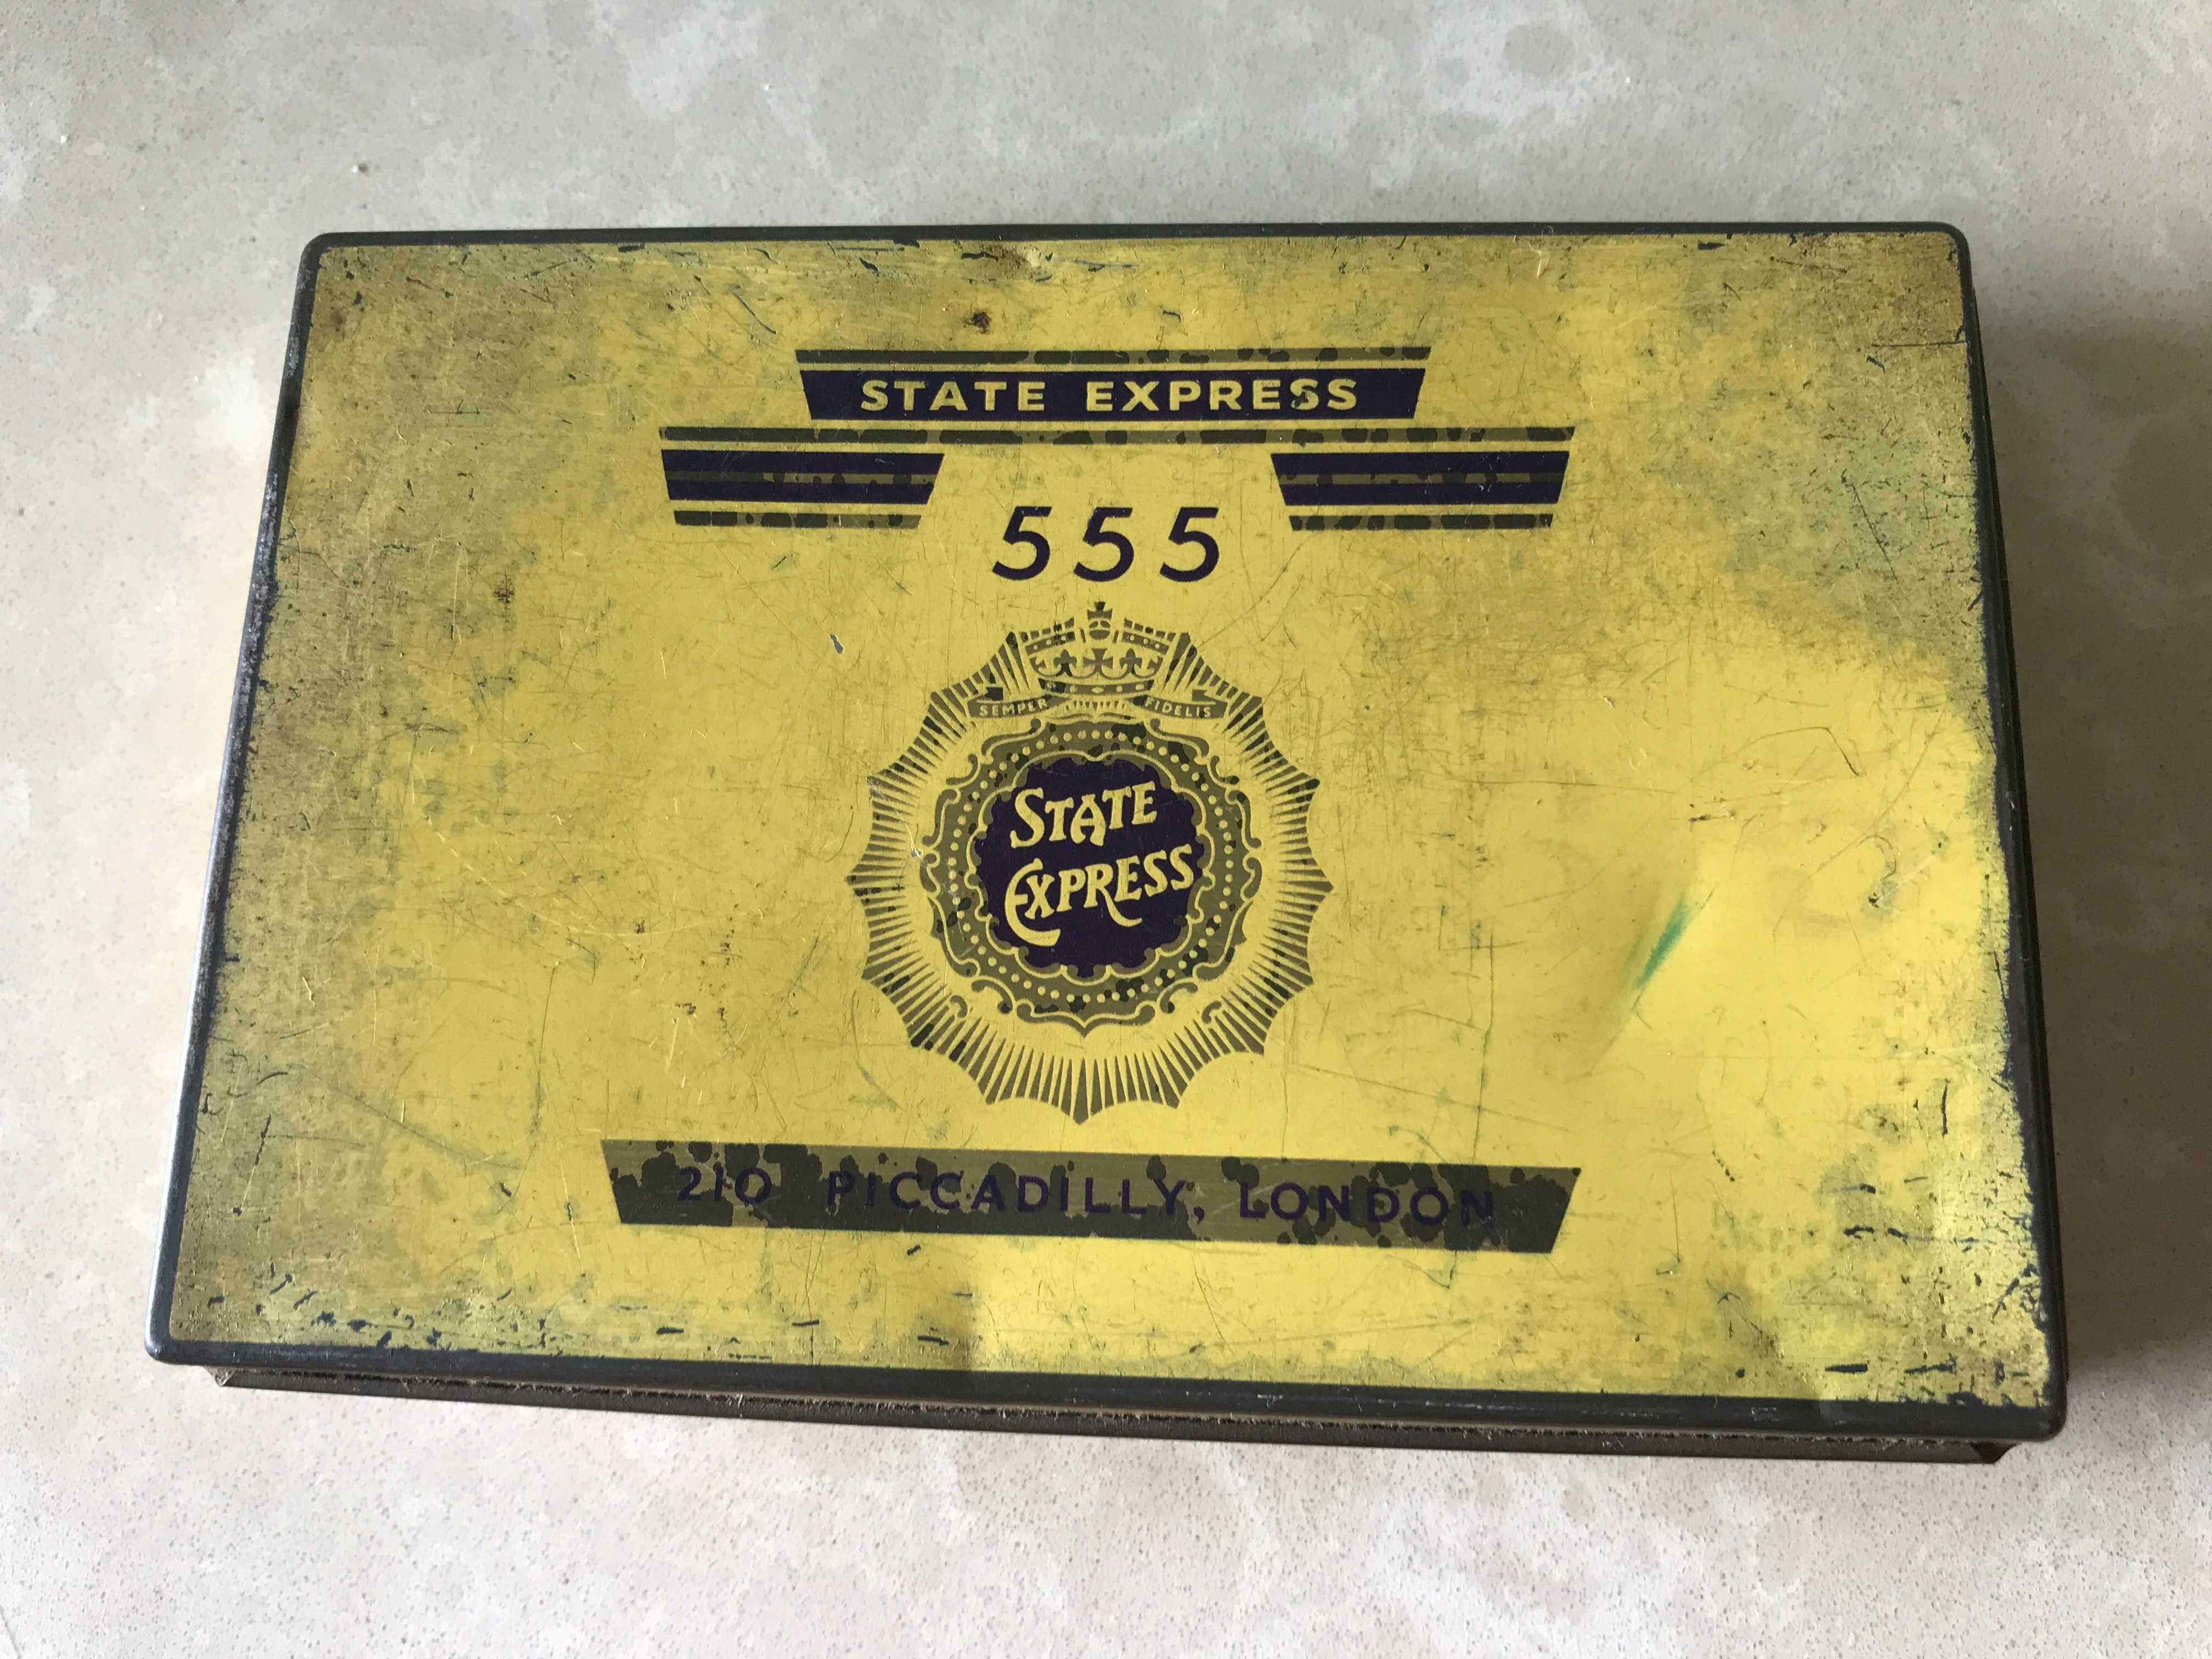 STATE EXPRESS
555
SEMPER FIDELIS
STATE
EXPRESS
210 PICCADILLY, LONDON